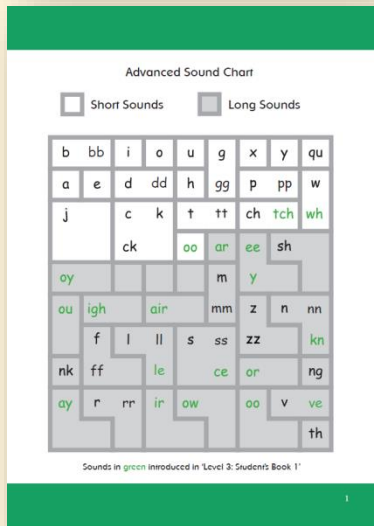 Advanced Sound Chart
Short Sounds Long Sounds
b bb i o u g x y qu
a e d dd h gg p pp w
j c k t tt ch tch wh
ck oo ar ee sh
oy m y
ou igh air mm z n nn
f l ll s ss zz kn
nk ff le ce or ng
ay r rr ir ow oo v ve
th
Sounds in green inroduced in 'Level 3: Student's Book 1'
1